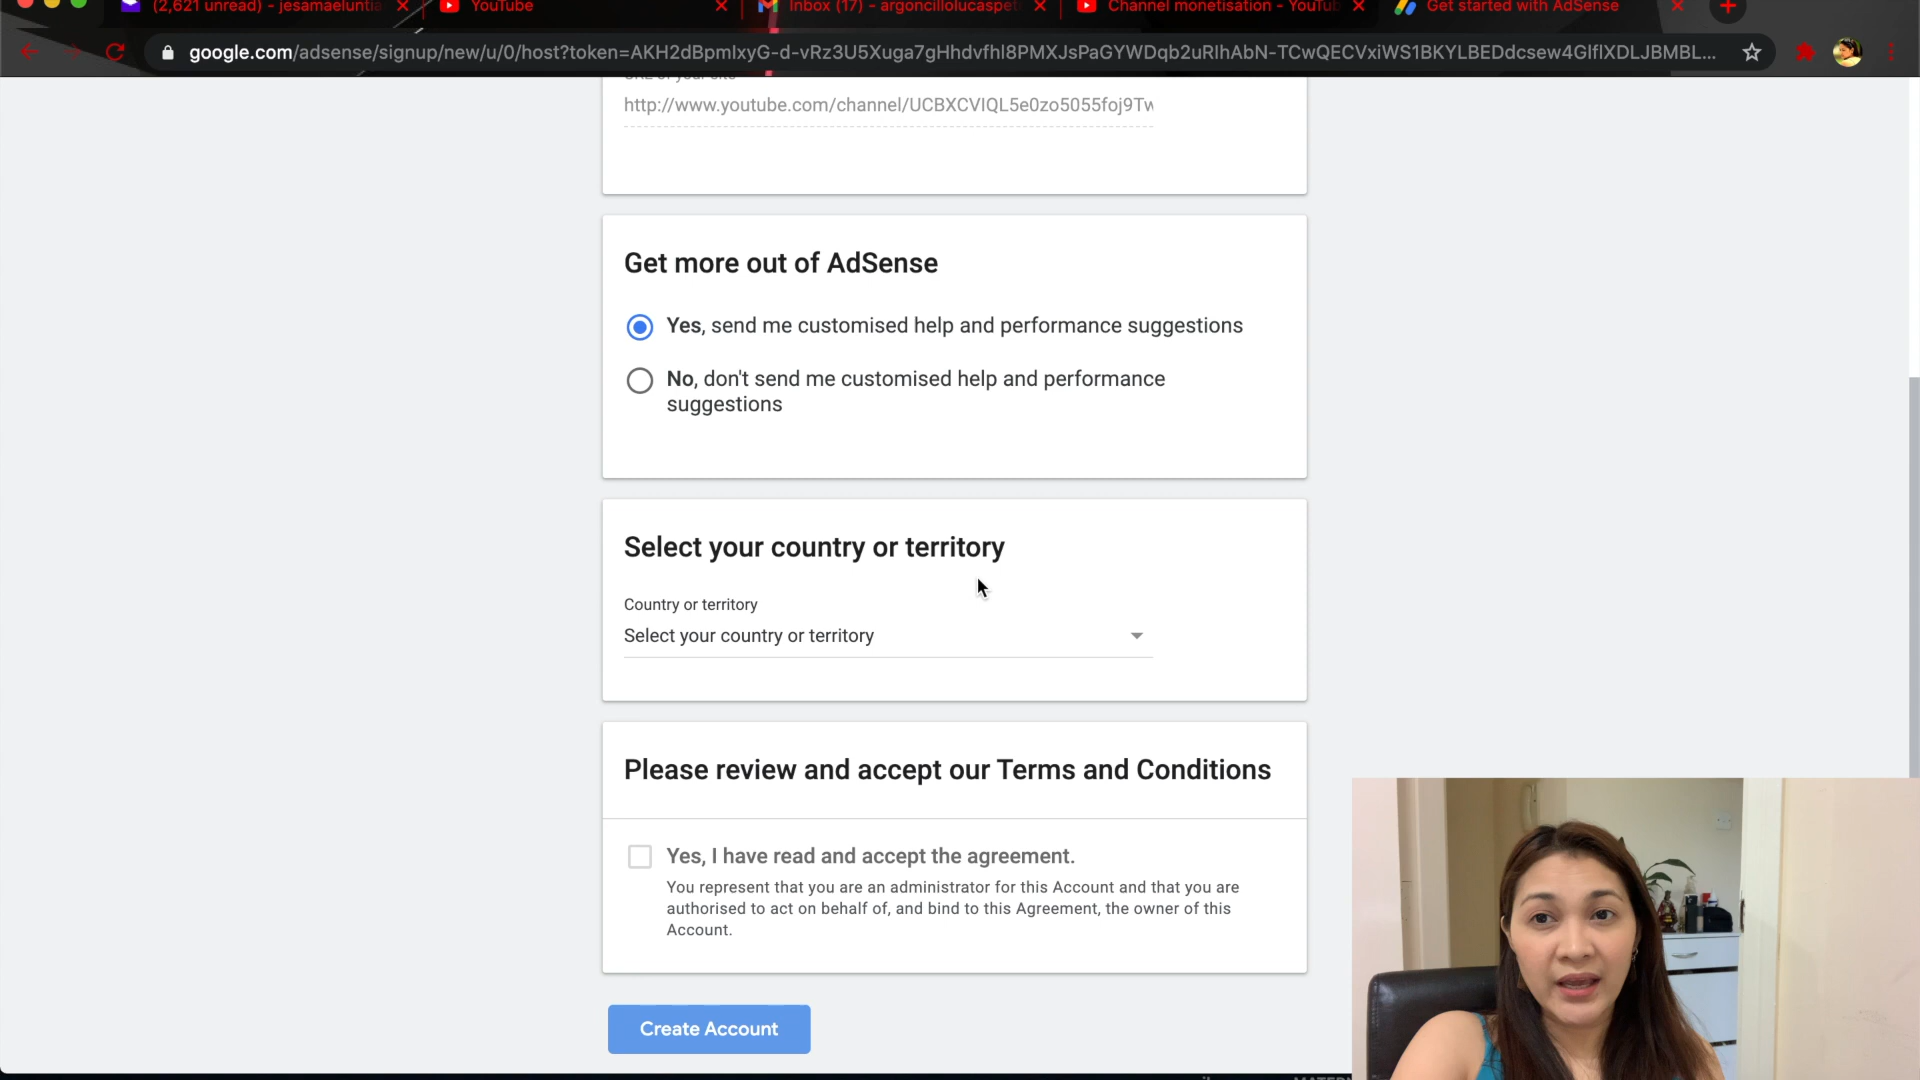 (2,621 unread) - jesamaeluntia
YouTube
Inbox (17) - argoncillolucaspet
Channel monetisation - YouTub
Get started with AdSense
google.com/adsense/signup/new/u/0/host?token=AKH2dBpmIxyG-d-vRz3U5Xuga7gHhdvfhl8PMXJsPaGYWDqb2uRIhAbN-TCwQECVxiWS1BKYLBEDdcsew4GlflXDLJBMBL...
http://www.youtube.com/channel/UCBXCVIQL5e0zo5055foj9Tw
Get more out of AdSense
Yes, send me customised help and performance suggestions
No, don't send me customised help and performance
suggestions
Select your country or territory
Country or territory
Select your country or territory
Please review and accept our Terms and Conditions
Yes, I have read and accept the agreement.
You represent that you are an administrator for this Account and that you are
authorised to act on behalf of, and bind to this Agreement, the owner of this
Account.
Create Account